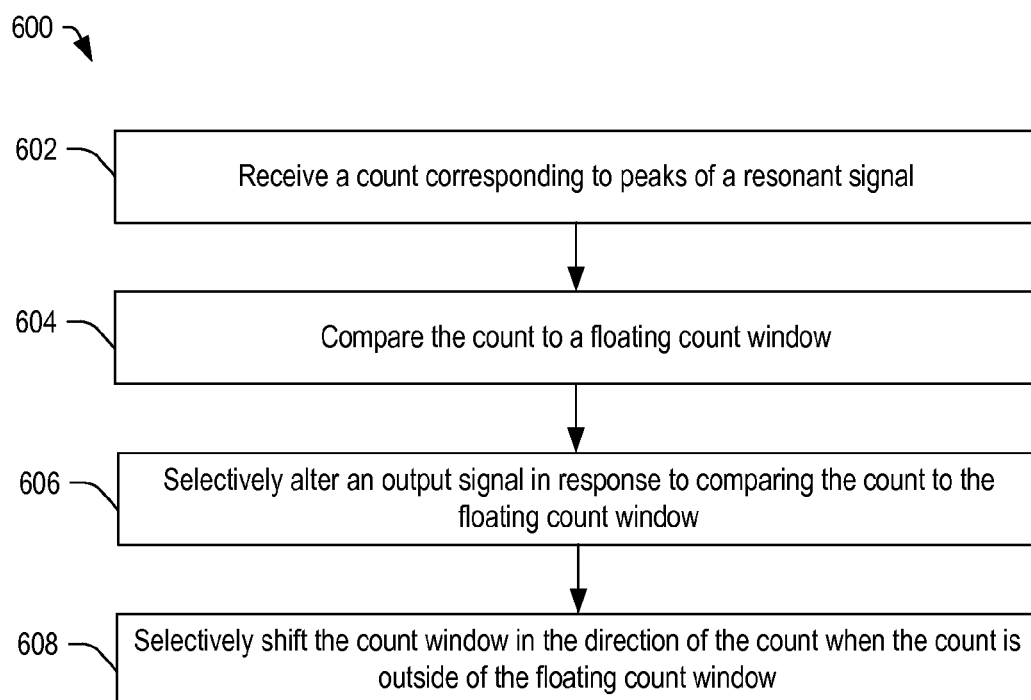 600
602
Receive a count corresponding to peaks of a resonant signal
604
Compare the count to a floating count window
606
Selectively alter an output signal in response to comparing the count to the
floating count window
608
Selectively shift the count window in the direction of the count when the count is
outside of the floating count window